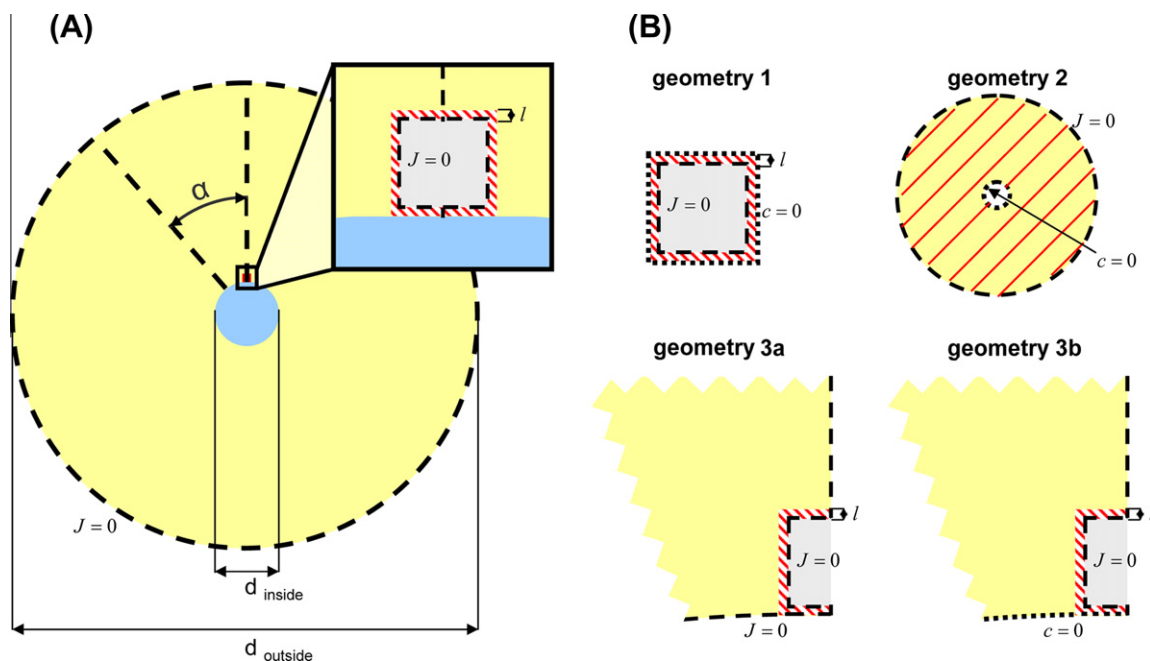 (A)
α
J = 0
l
J = 0
d inside
d outside
(B)
geometry 1
l
J = 0
c = 0
geometry 2
J = 0
c = 0
geometry 3a
l
J = 0
J = 0
geometry 3b
J = 0
c = 0